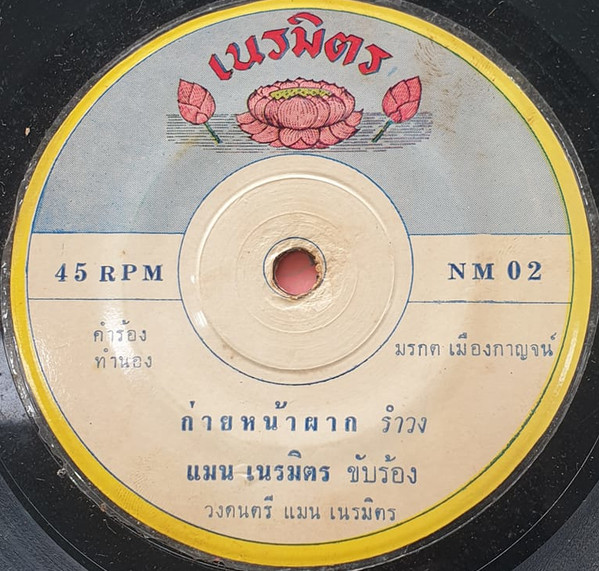 เนรมิตร
45 RPM
NM 02
คำร้อง
ทำนอง
มรกต เมืองกาญจน์
ก่ายหน้าผาก รำวง
แมน เนรมิตร ขับร้อง
วงดนตรี แมน เนรมิตร